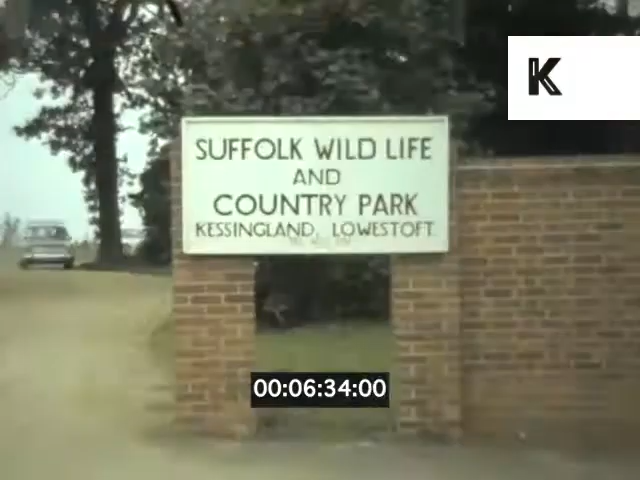 K
SUFFOLK WILD LIFE
AND
COUNTRY PARK
KESSINGLAND, LOWESTOFT
00:06:34:00